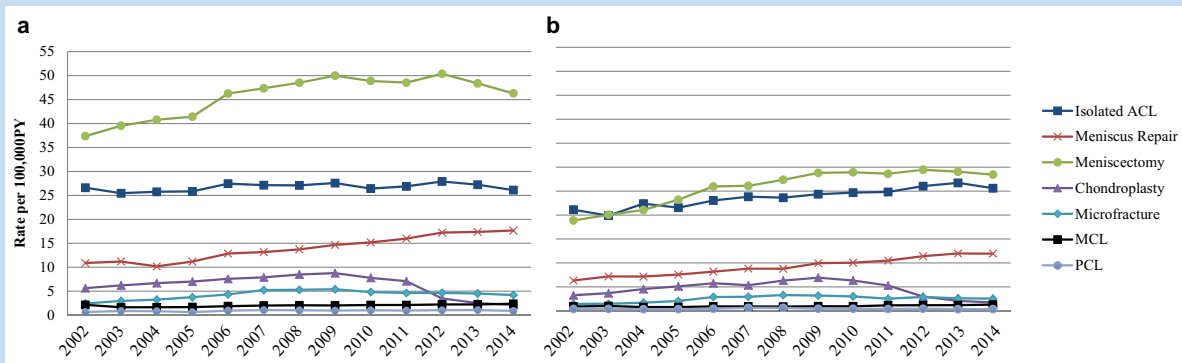 a
b
Rate per 100,000PY
55
50
45
40
35
30
25
20
15
10
5
0
2002 2003 2004 2005 2006 2007 2008 2009 2010 2011 2012 2013 2014
2002 2003 2004 2005 2006 2007 2008 2009 2010 2011 2012 2013 2014
Isolated ACL
Meniscus Repair
Meniscectomy
Chondroplasty
Microfracture
MCL
PCL